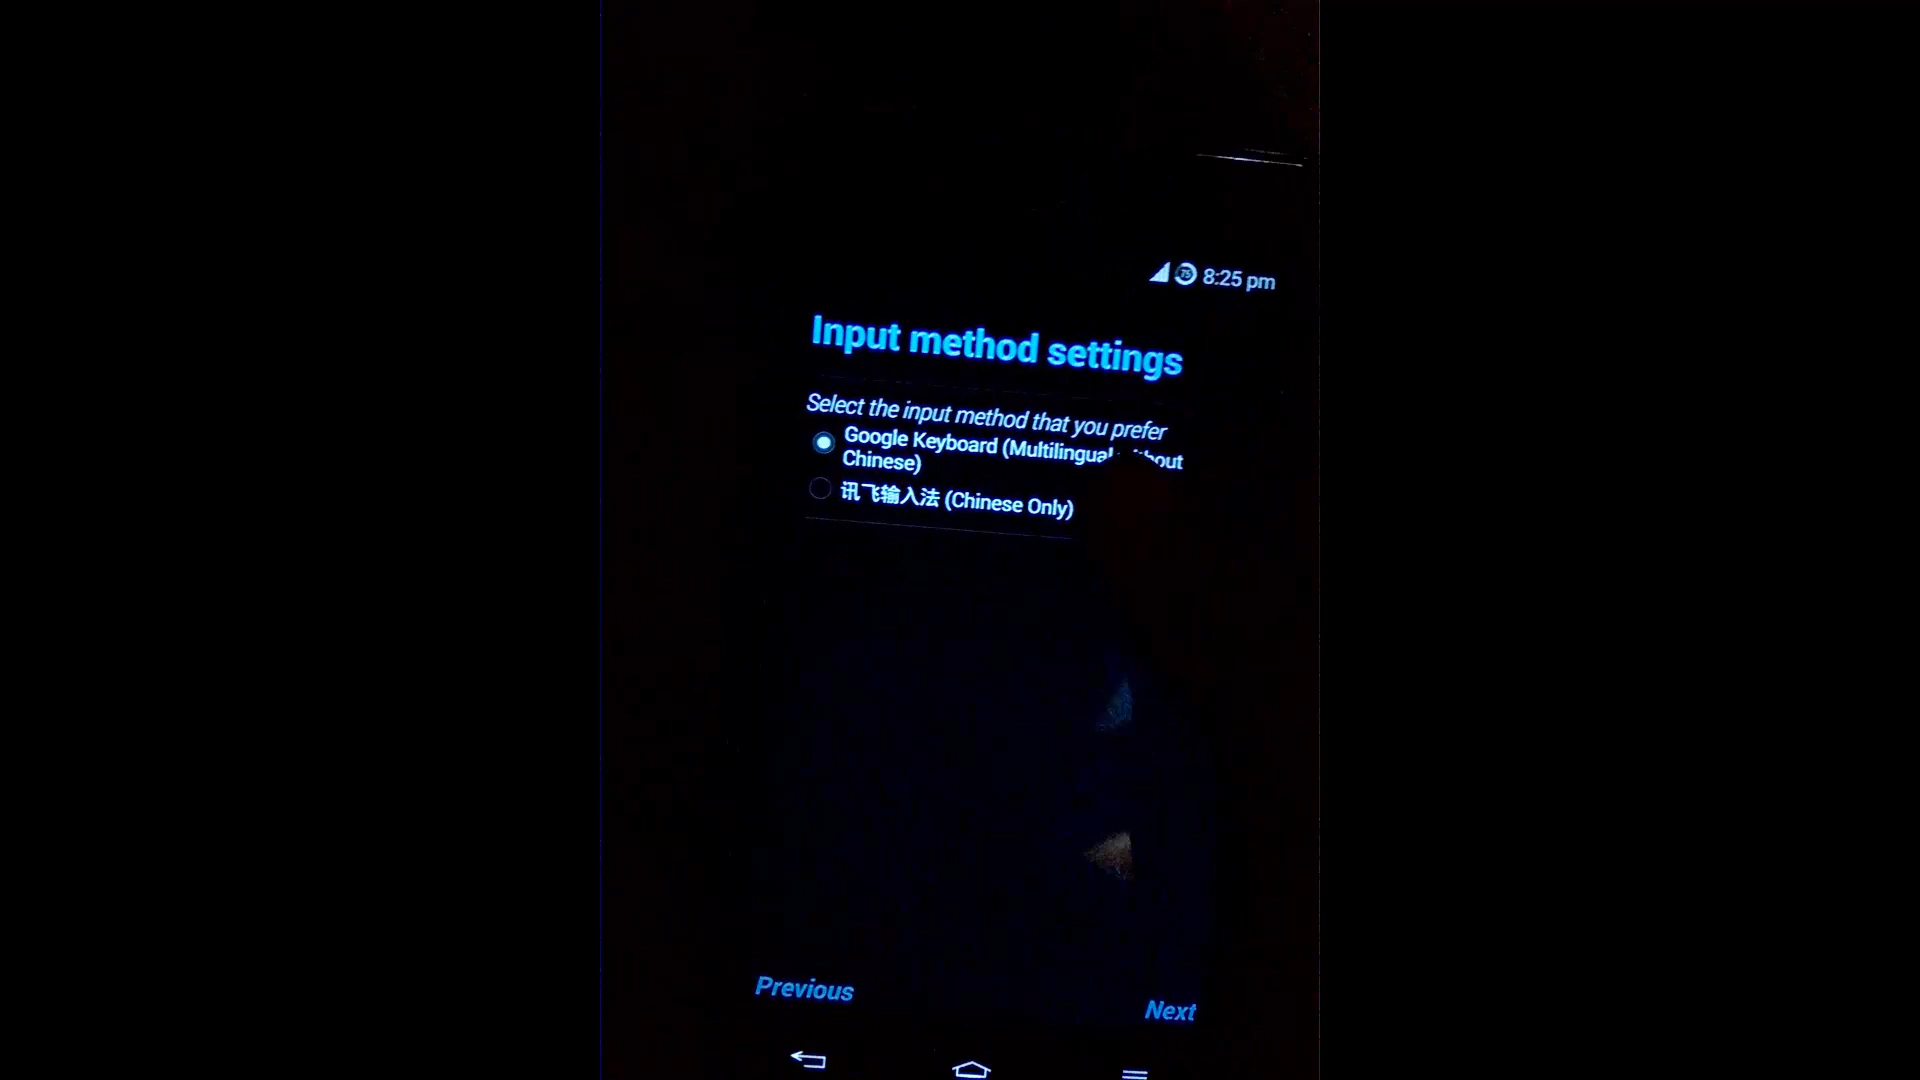 75 8:25 pm
Input method settings
Select the input method that you prefer
Google Keyboard (Multilingual
Chinese)
讯飞输入法 (Chinese Only)
Previous
Next